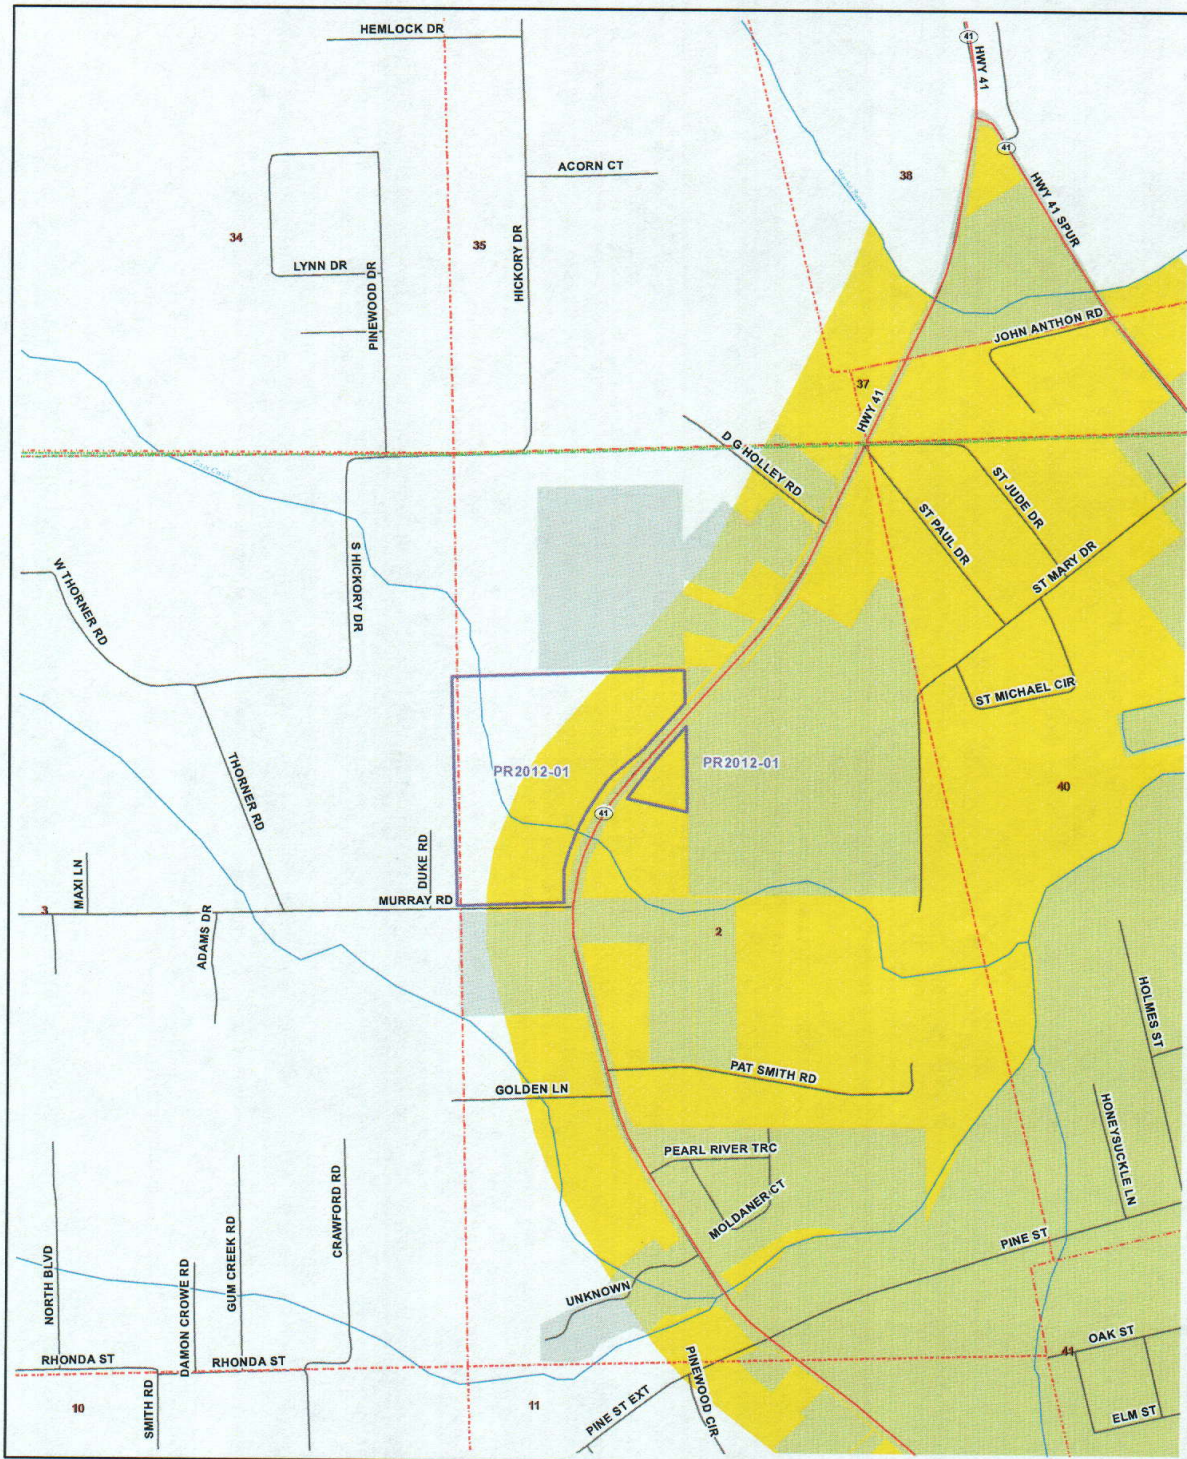 HEMLOCK DR
41
HWY 41
41
ACORN CT
38
HWY 41 SPUR
34
35
LYNN DR
PINEWOOD DR
HICKORY DR
JOHN ANTHON RD
37
HWY 41
D G HOLLEY RD
ST JUDE DR
ST PAUL DR
ST MARY DR
W THORNER RD
S HICKORY DR
ST MICHAEL CIR
THORNER RD
PR2012-01
PR2012-01
40
41
DUKE RD
MAXI LN
MURRAY RD
3
ADAMS DR
2
HOLMES ST
PAT SMITH RD
GOLDEN LN
HONEYSUCKLE LN
PEARL RIVER TRC
MOLDANER CT
CRAWFORD RD
GUM CREEK RD
NORTH BLVD
DAMON CROWE RD
PINE ST
UNKNOWN
OAK ST
41
RHONDA ST
RHONDA ST
SMITH RD
PINEWOOD CIR
PINE ST EXT
10
11
ELM ST